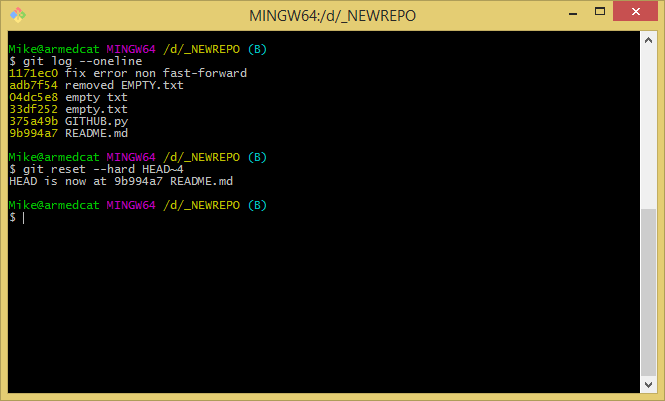 MINGW64:/d/_NEWREPO
Mike@armedcat MINGW64 /d/_NEWREPO (B)
$ git log --oneline
1171ec0 fix error non fast-forward
adb7f54 removed EMPTY.txt
04dc5e8 empty txt
33df252 empty.txt
375a49b GITHUB.py
9b994a7 README.md
Mike@armedcat MINGW64 /d/_NEWREPO (B)
$ git reset --hard HEAD~4
HEAD is now at 9b994a7 README.md
Mike@armedcat MINGW64 /d/_NEWREPO (B)
$